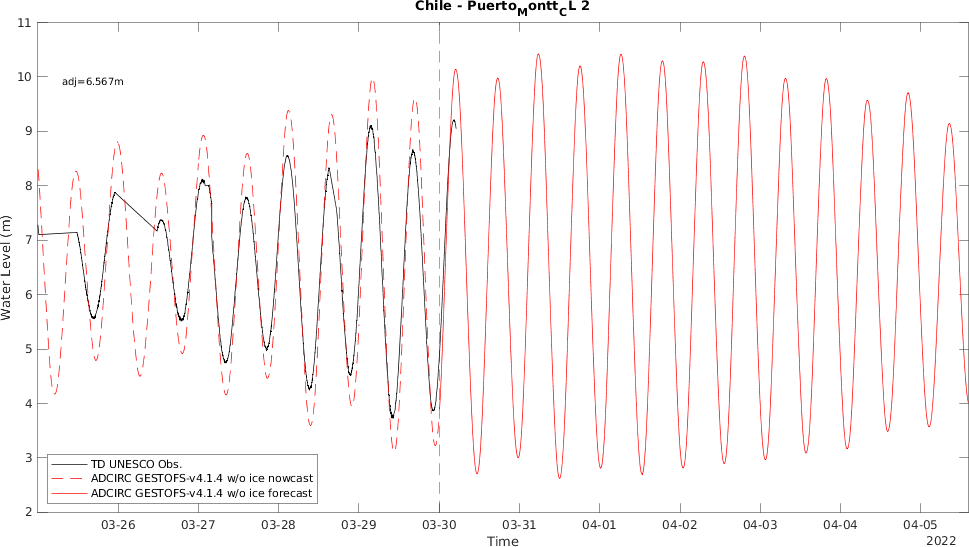 Chile - PuertoMonttCL 2
11
10
9
8
7
6
5
4
3
2
Water Level (m)
adj=6.567m
TD UNESCO Obs.
ADCIRC GESTOFS-v4.1.4 w/o ice nowcast
ADCIRC GESTOFS-v4.1.4 w/o ice forecast
03-26 03-27 03-28 03-29 03-30 03-31 04-01 04-02 04-03 04-04 04-05
Time
2022